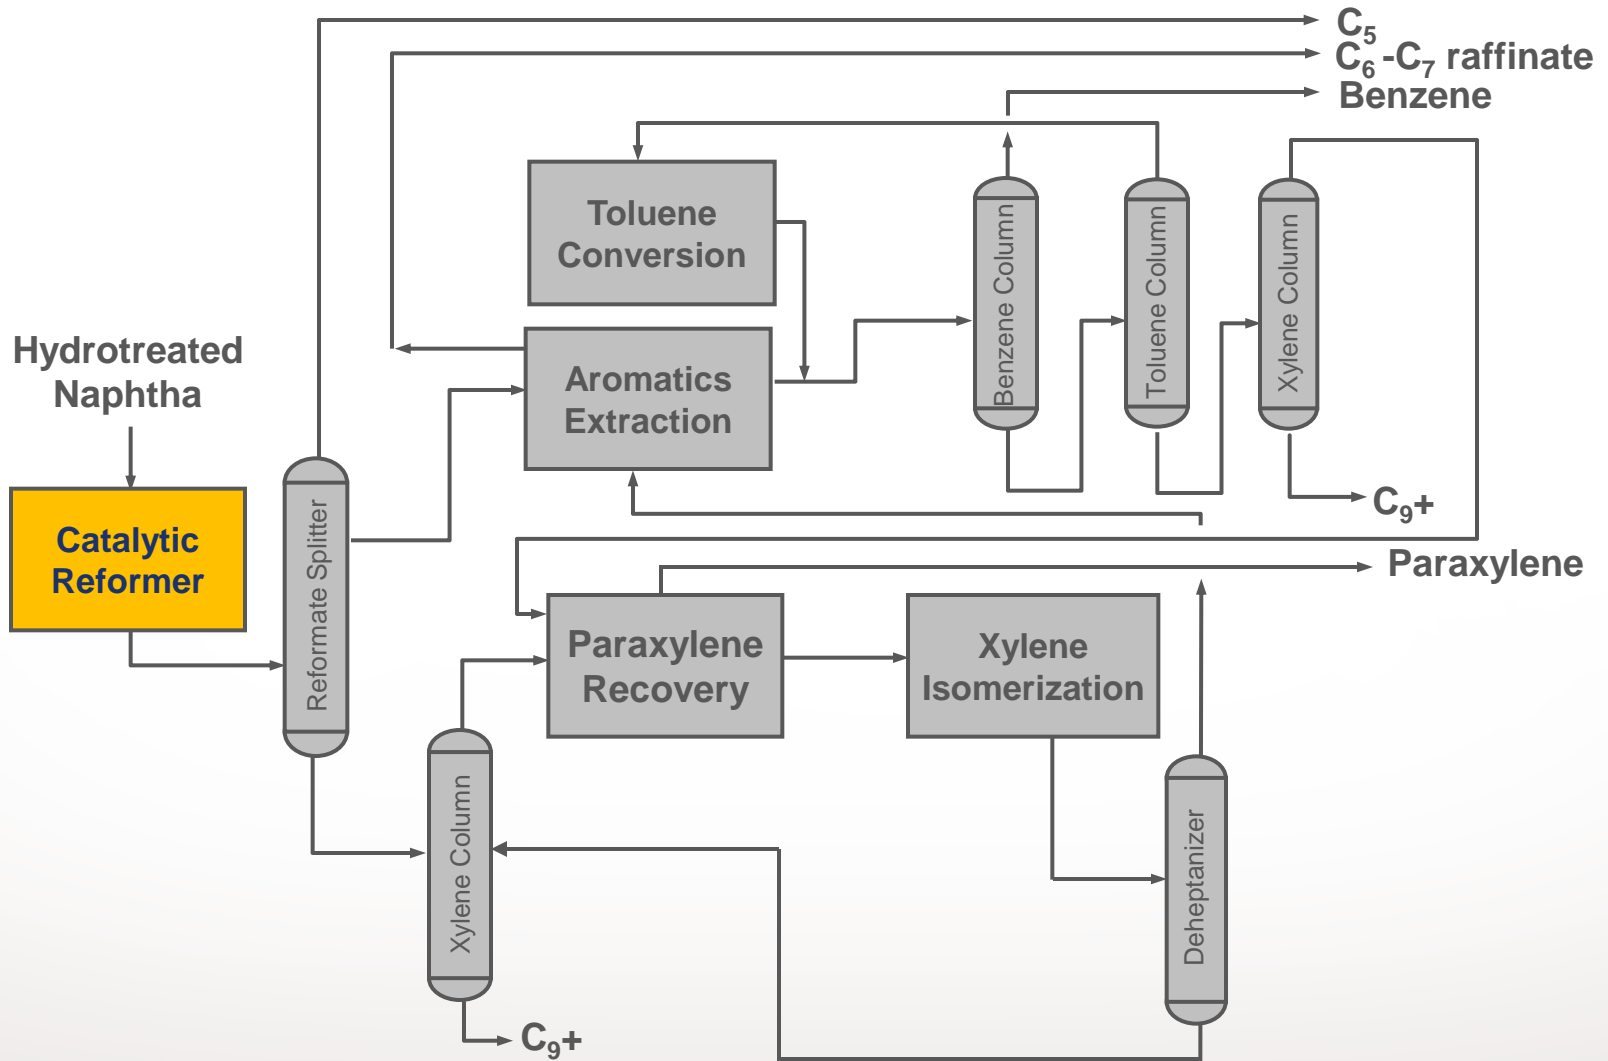 C₅
C₆-C₇ raffinate
Benzene
Toluene
Conversion
Benzene Column
Toluene Column
Xylene Column
Hydrotreated
Naphtha
Aromatics
Extraction
C₉+
Catalytic
Reformer
Reformate Splitter
Paraxylene
Paraxylene
Recovery
Xylene
Isomerization
Xylene Column
Deheptanizer
C₉+